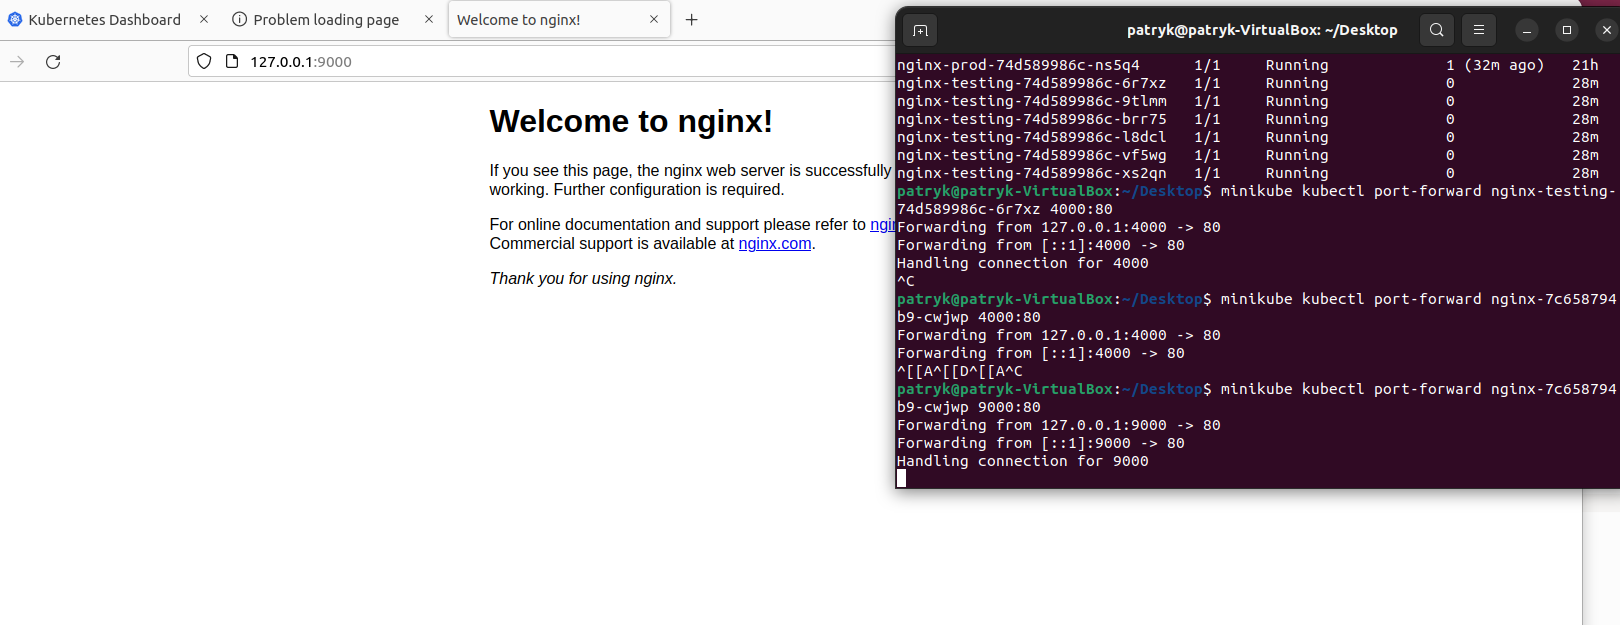 Kubernetes Dashboard
Problem loading page
Welcome to nginx!
127.0.0.1:9000
Welcome to nginx!
If you see this page, the nginx web server is successfully
working. Further configuration is required.
For online documentation and support please refer to
Commercial support is available at nginx.com.
Thank you for using nginx.
patryk@patryk-VirtualBox: ~/Desktop
nginx-prod-74d589986c-ns5q4 1/1 Running 1 (32m ago) 21h
nginx-testing-74d589986c-6r7xz 1/1 Running 0 28m
nginx-testing-74d589986c-9tlmm 1/1 Running 0 28m
nginx-testing-74d589986c-brr75 1/1 Running 0 28m
nginx-testing-74d589986c-l8dcl 1/1 Running 0 28m
nginx-testing-74d589986c-vf5wg 1/1 Running 0 28m
nginx-testing-74d589986c-xs2qn 1/1 Running 0 28m
patryk@patryk-VirtualBox:~/Desktop$ minikube kubectl port-forward nginx-testing-
74d589986c-6r7xz 4000:80
Forwarding from 127.0.0.1:4000 -> 80
Forwarding from [::1]:4000 -> 80
Handling connection for 4000
^C
patryk@patryk-VirtualBox:~/Desktop$ minikube kubectl port-forward nginx-7c658794
b9-cwjwp 4000:80
Forwarding from 127.0.0.1:4000 -> 80
Forwarding from [::1]:4000 -> 80
^[[A^[[D^[[A^C
patryk@patryk-VirtualBox:~/Desktop$ minikube kubectl port-forward nginx-7c658794
b9-cwjwp 9000:80
Forwarding from 127.0.0.1:9000 -> 80
Forwarding from [::1]:9000 -> 80
Handling connection for 9000